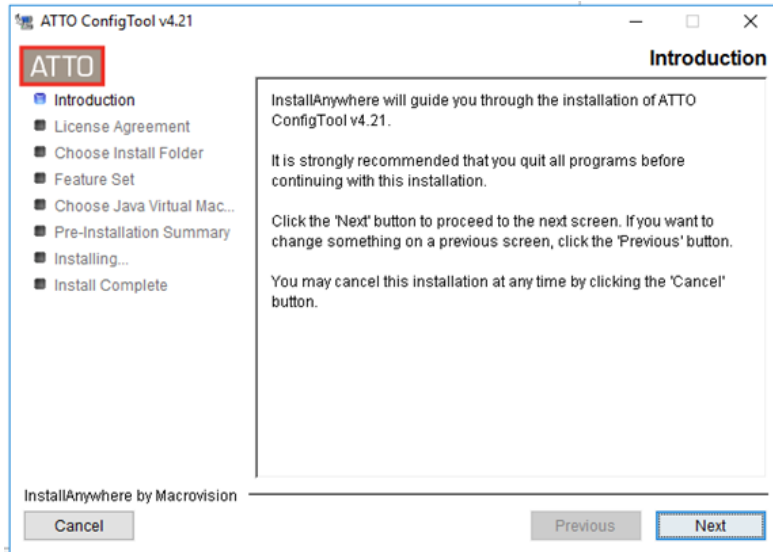 ATTO ConfigTool v4.21
ATTO
Introduction
Introduction
License Agreement
Choose Install Folder
Feature Set
Choose Java Virtual Mac...
Pre-Installation Summary
Installing...
Install Complete
InstallAnywhere will guide you through the installation of ATTO
ConfigTool v4.21.
It is strongly recommended that you quit all programs before
continuing with this installation.
Click the 'Next' button to proceed to the next screen. If you want to
change something on a previous screen, click the 'Previous' button.
You may cancel this installation at any time by clicking the 'Cancel'
button.
InstallAnywhere by Macrovision
Cancel
Previous
Next